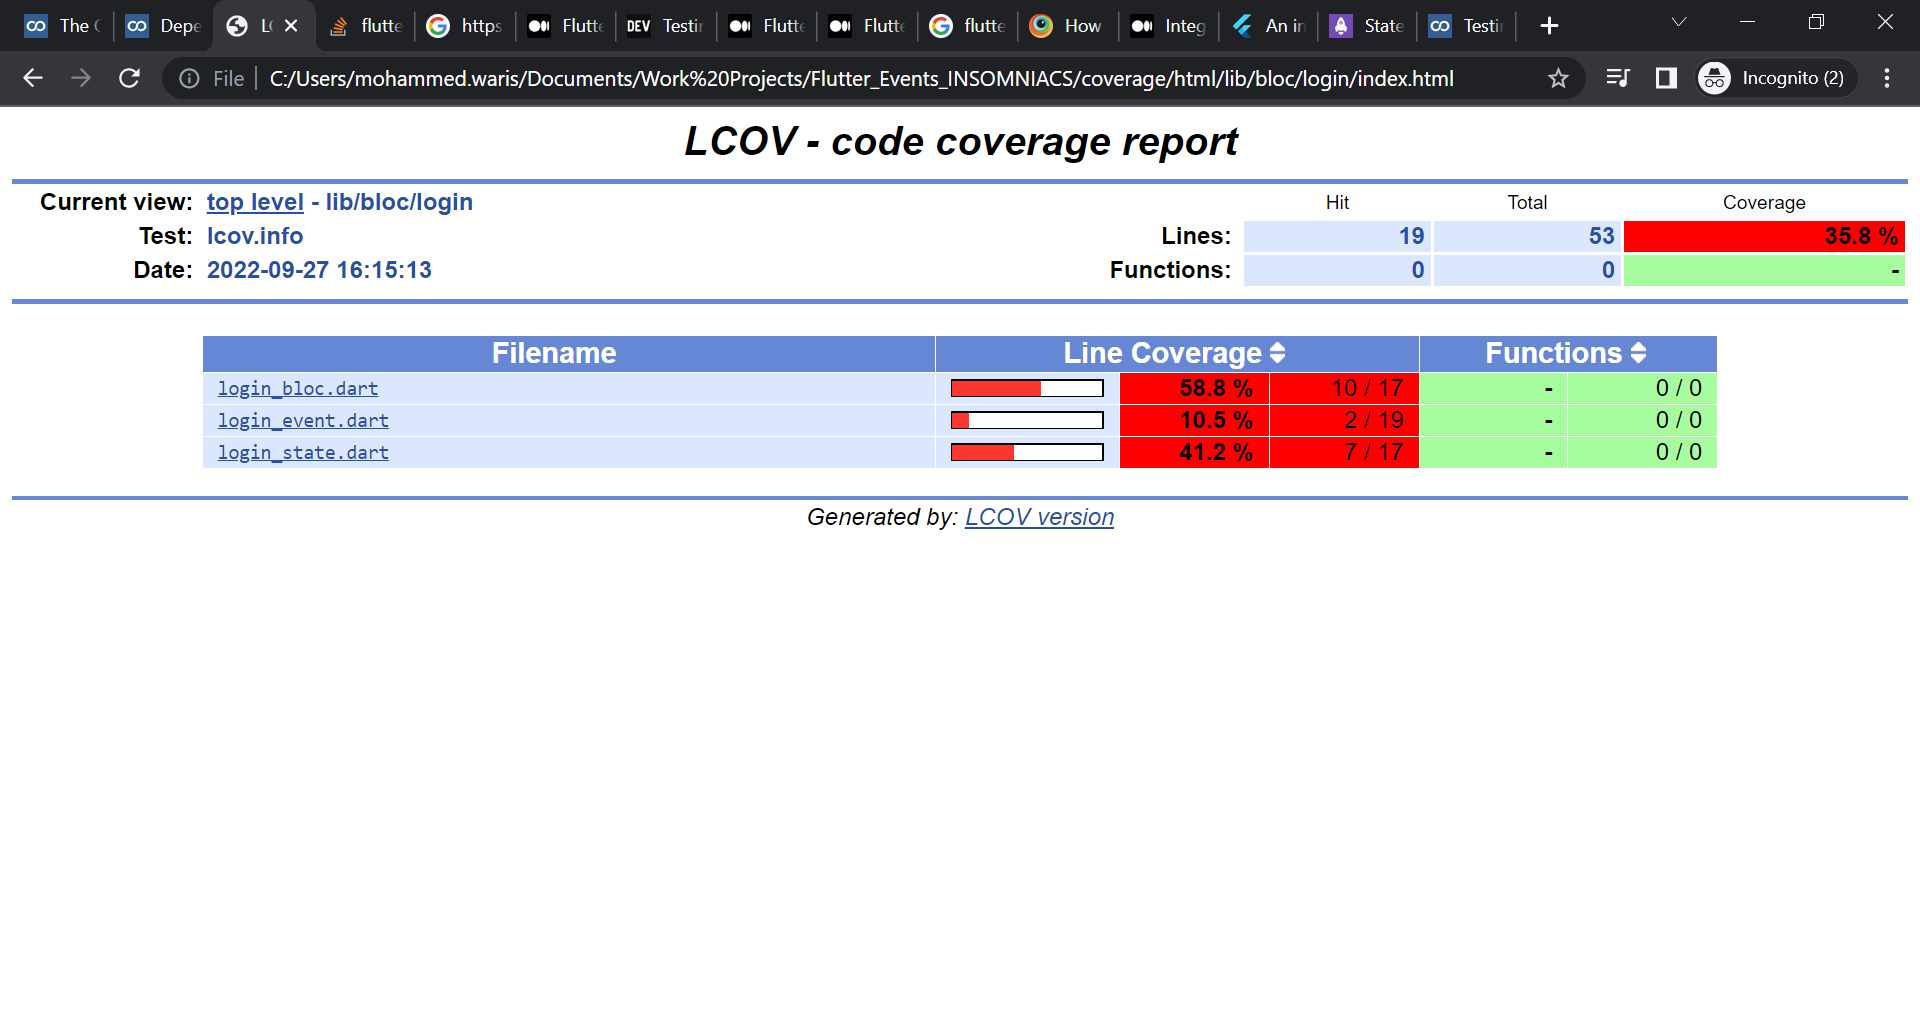 The
Depe
flutte
https
Flutte
DEV Testin
Flutt
Flutte
flutte
How
Integ
An in
State
Testin
File C:/Users/mohammed.waris/Documents/Work%20Projects/Flutter_Events_INSOMNIACS/coverage/html/lib/bloc/login/index.html
Incognito (2)
LCOV - code coverage report
Current view: top level - lib/bloc/login
Hit Total Coverage
Test: lcov.info
Lines: 19 53 35.8 %
Date: 2022-09-27 16:15:13
Functions: 0 0 -
Filename Line Coverage Functions
login_bloc.dart 58.8 % 10 / 17 - 0 / 0
login_event.dart 10.5 % 2 / 19 - 0 / 0
login_state.dart 41.2 % 7 / 17 - 0 / 0
Generated by: LCOV version